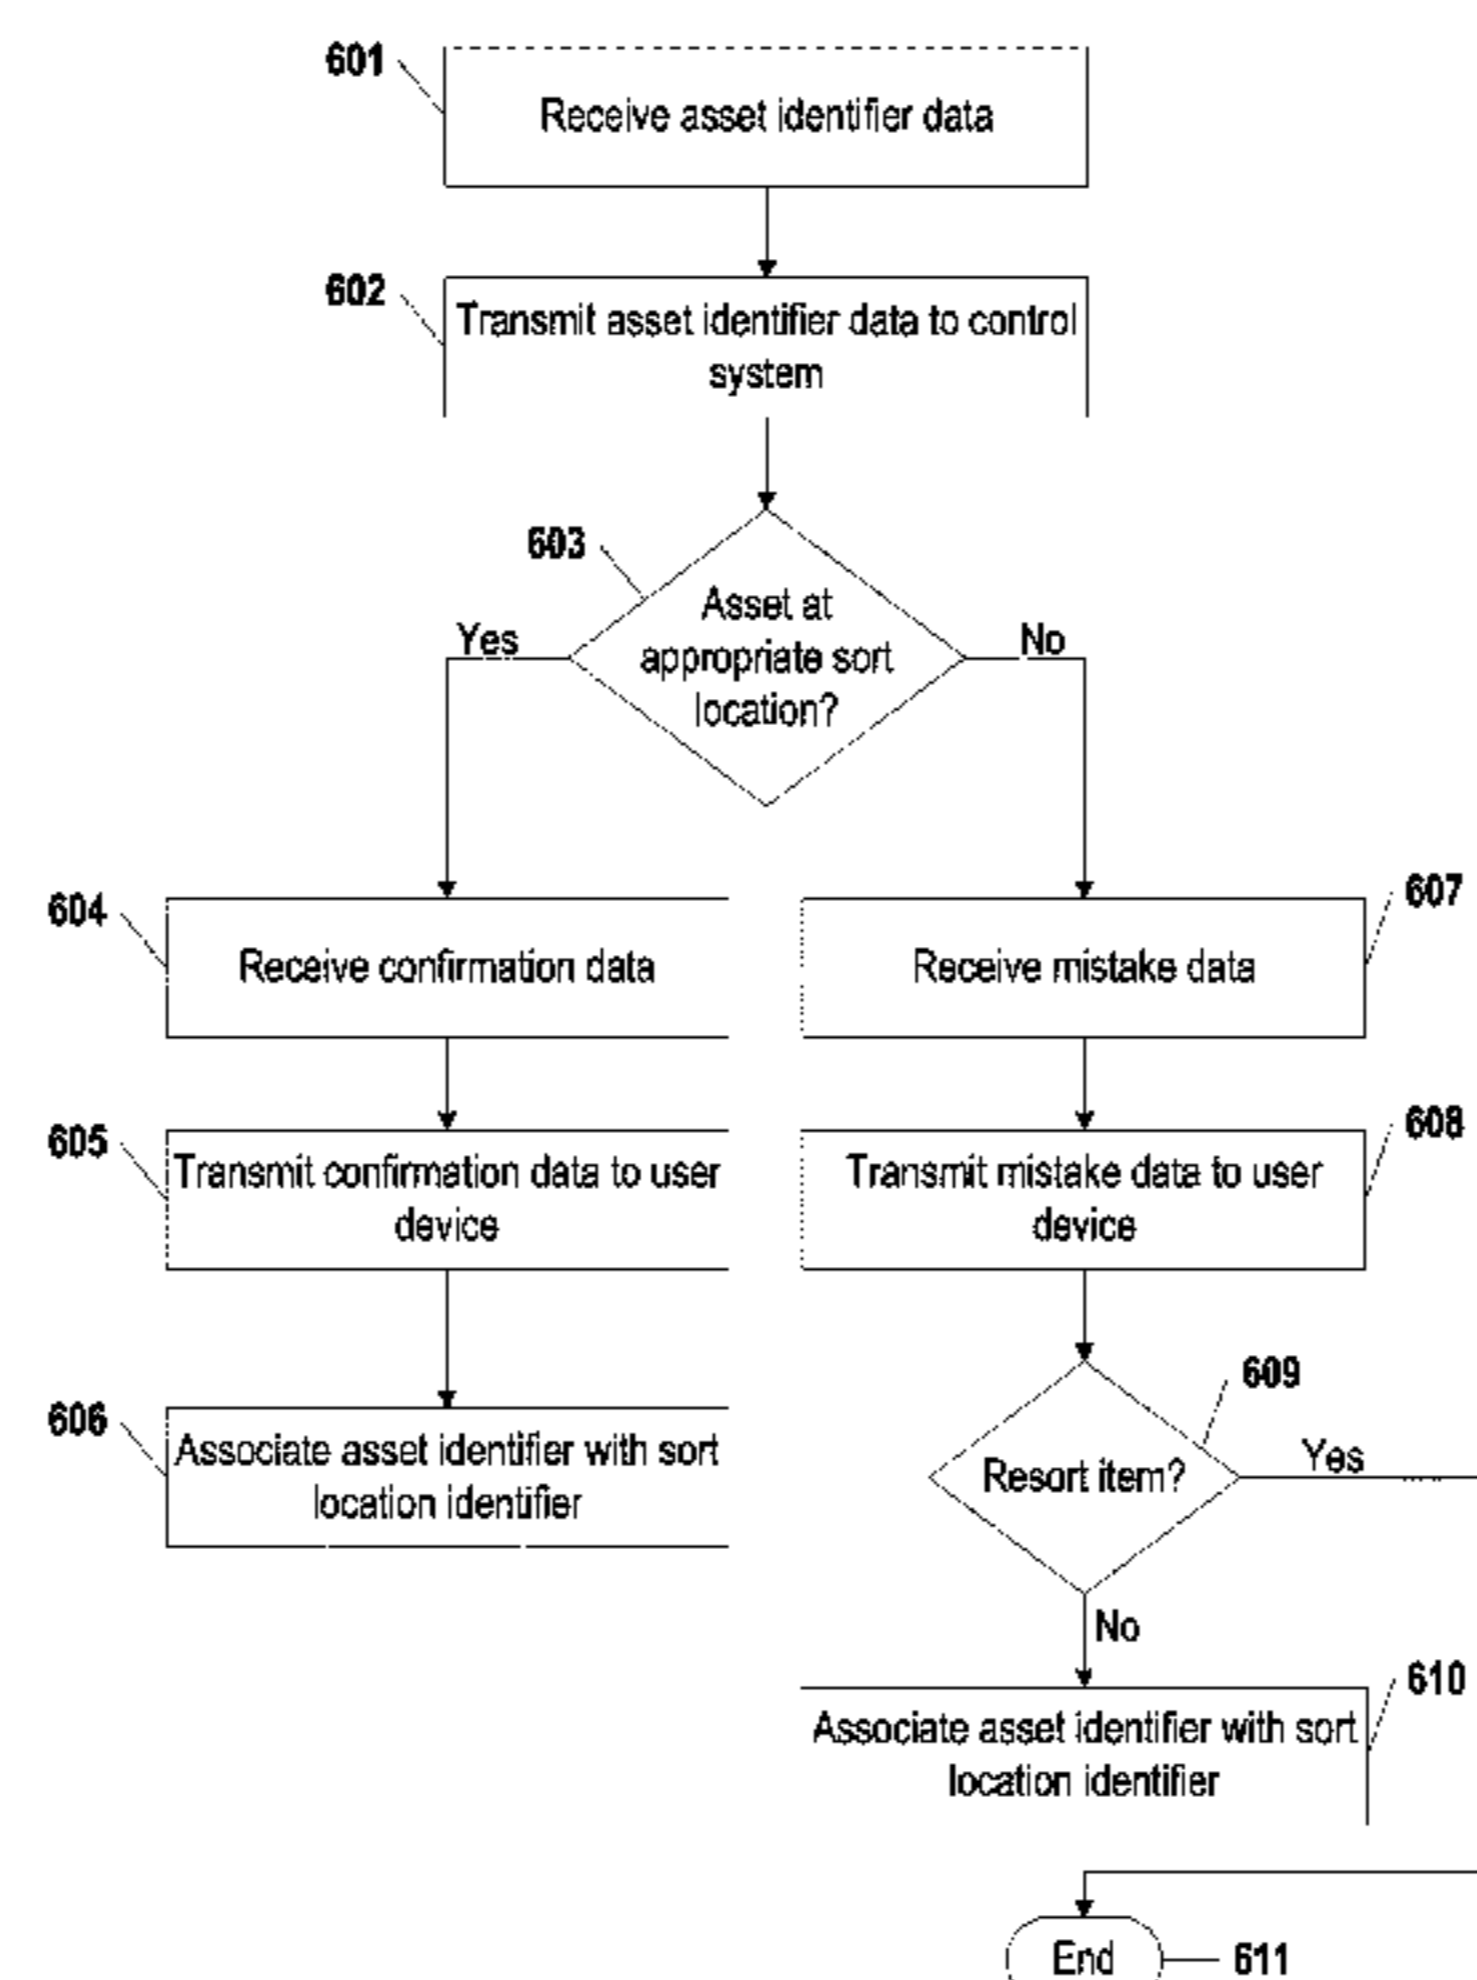 601
Receive asset identifier data
602
Transmit asset identifier data to control
system
603
Asset at
appropriate sort
location?
Yes
No
604
Receive confirmation data
607
Receive mistake data
605
Transmit confirmation data to user
device
608
Transmit mistake data to user
device
606
Associate asset identifier with sort
location identifier
609
Resort item?
Yes
No
610
Associate asset identifier with sort
location identifier
End
611